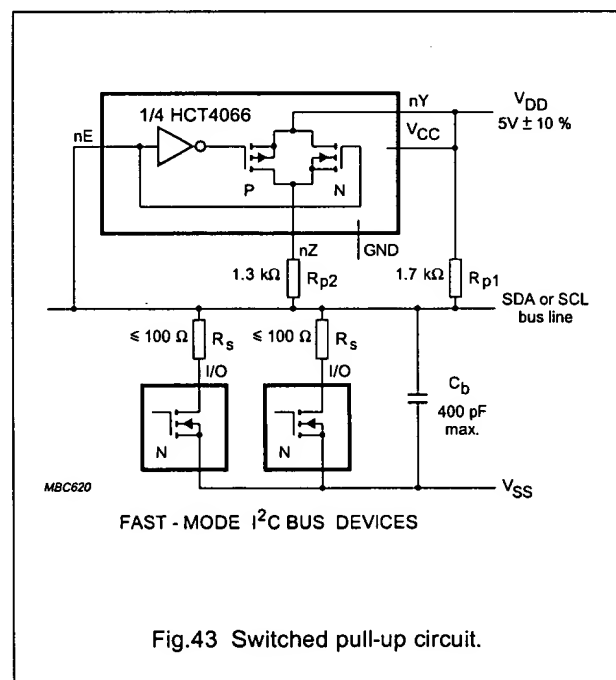 nY
V_DD
5V ± 10 %
1/4 HCT4066
nE
V_CC
P
N
nZ
GND
1.3 kΩ
R_p2
1.7 kΩ
R_p1
SDA or SCL
bus line
≤ 100 Ω
R_s
≤ 100 Ω
R_s
I/O
I/O
C_b
400 pF
max.
N
N
MBC620
V_SS
FAST - MODE I²C BUS DEVICES
Fig.43 Switched pull-up circuit.